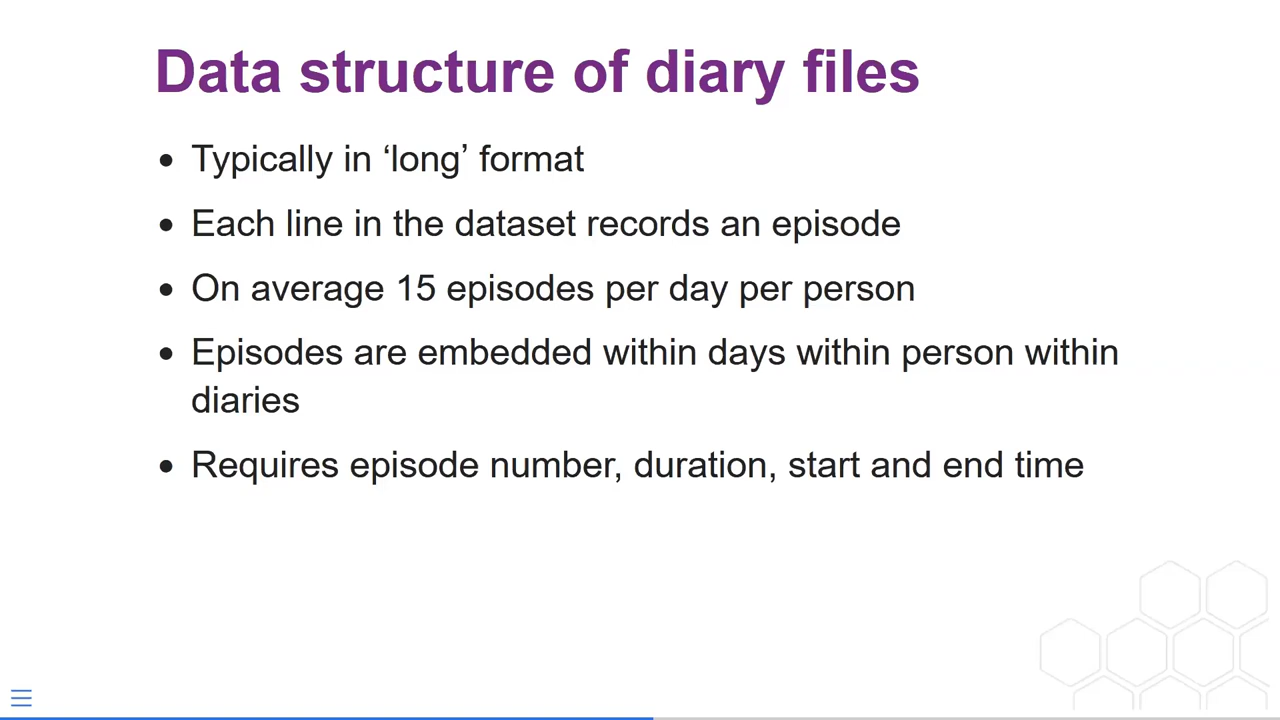 Data structure of diary files
• Typically in ‘long’ format
• Each line in the dataset records an episode
• On average 15 episodes per day per person
• Episodes are embedded within days within person within
diaries
• Requires episode number, duration, start and end time